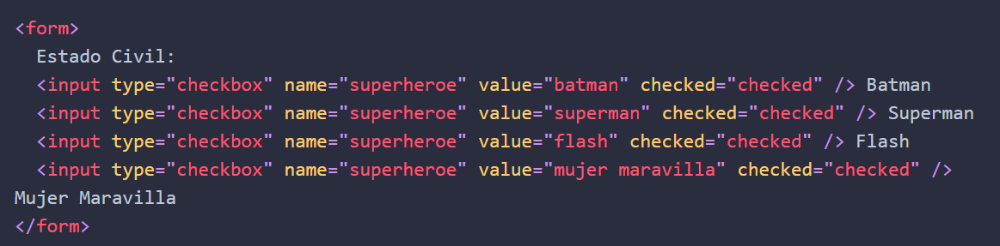 <form>
  Estado Civil:
  <input type="checkbox" name="superheroe" value="batman" checked="checked" /> Batman
  <input type="checkbox" name="superheroe" value="superman" checked="checked" /> Superman
  <input type="checkbox" name="superheroe" value="flash" checked="checked" /> Flash
  <input type="checkbox" name="superheroe" value="mujer maravilla" checked="checked" />
Mujer Maravilla
</form>